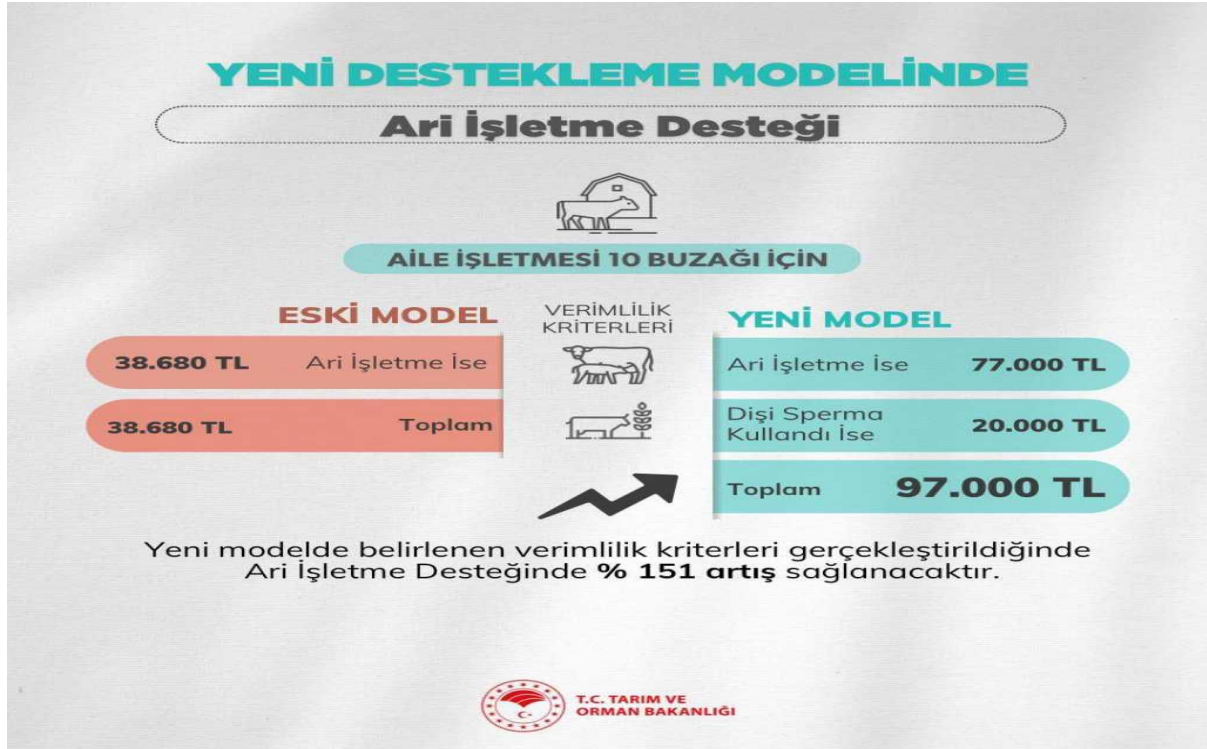 YENİ DESTEKLEME MODELİNDE
Ari İşletme Desteği
AİLE İŞLETMESİ 10 BUZAĞI İÇİN
ESKİ MODEL
38.680 TL Ari İşletme İse
38.680 TL Toplam
VERİMLİLİK
KRİTERLERİ
YENİ MODEL
Ari İşletme İse 77.000 TL
Dişi Sperma
Kullandı İse 20.000 TL
Toplam 97.000 TL
Yeni modelde belirlenen verimlilik kriterleri gerçekleştirildiğinde
Ari İşletme Desteğinde % 151 artış sağlanacaktır.
T.C. TARIM VE
ORMAN BAKANLIĞI